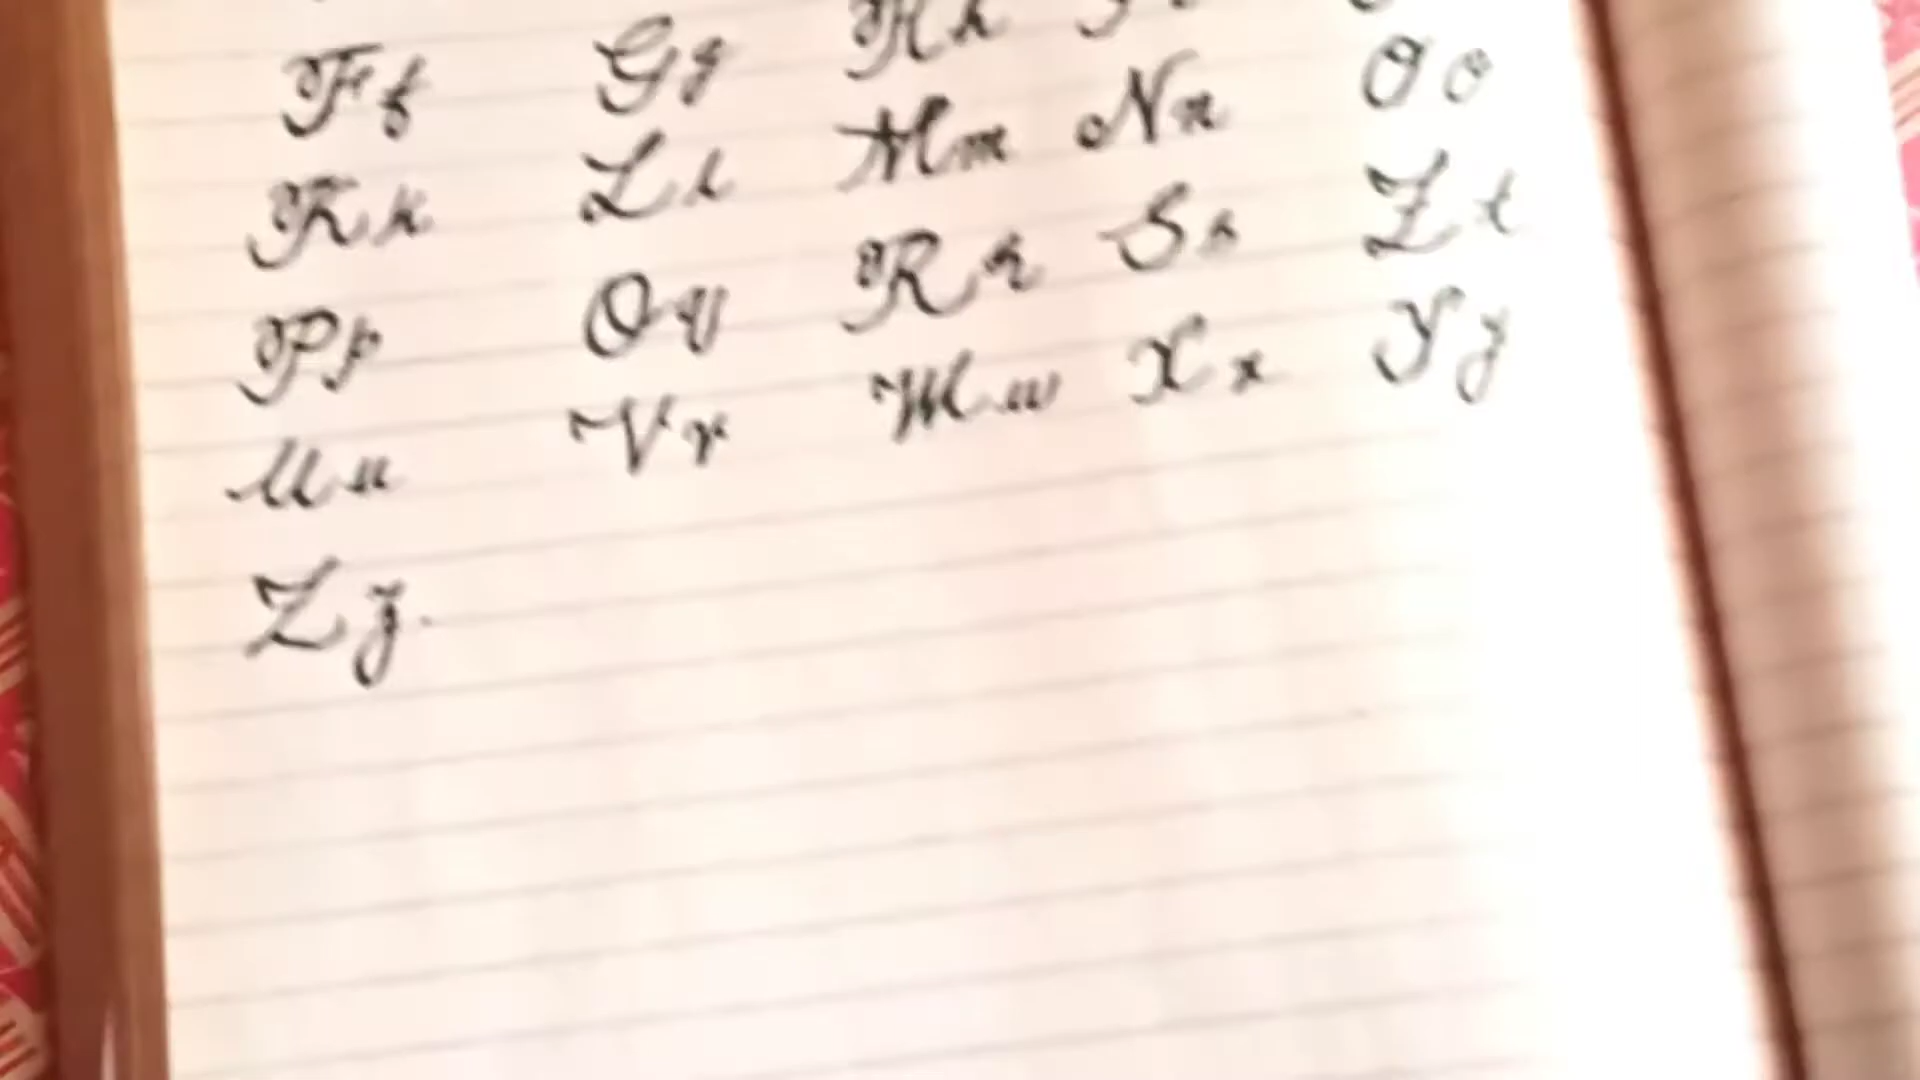 Ff Gg Hh
Kk Ll Mm Nn Oo
Pp Qq Rr Ss Tt
Uu Vv Ww Xx Yy
Zz.